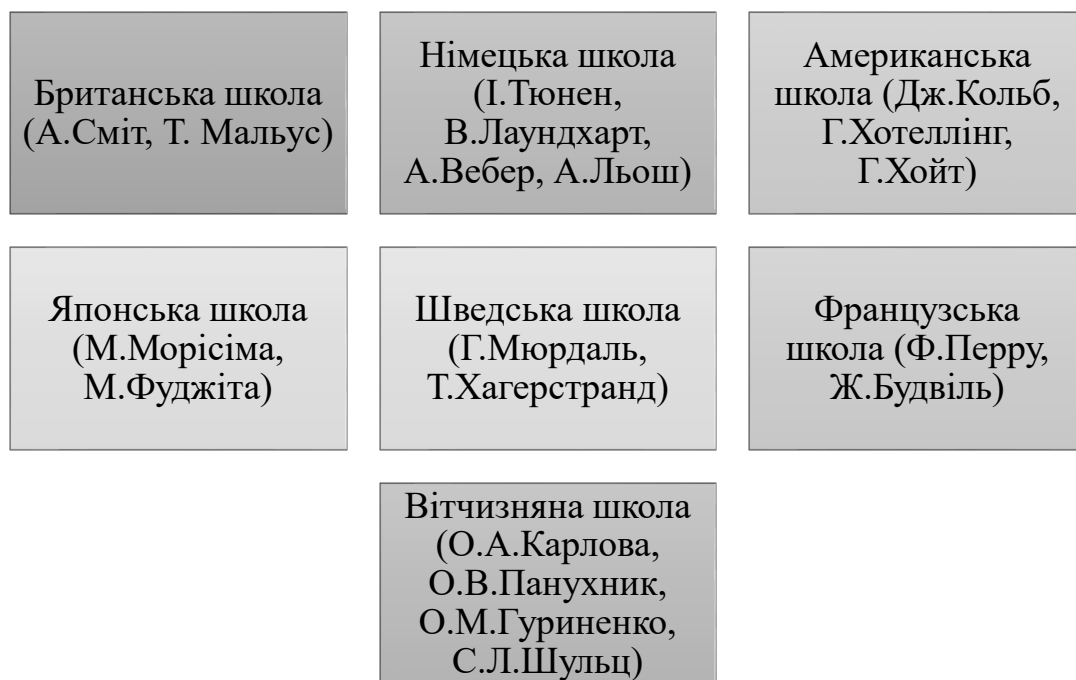 Британська школа
(А.Сміт, Т. Мальус)
Німецька школа
(І.Тюнен,
В.Лаундхарт,
А.Вебер, А.Льош)
Американська
школа (Дж.Кольб,
Г.Хотеллінг,
Г.Хойт)
Японська школа
(М.Морісіма,
М.Фуджіта)
Шведська школа
(Г.Мюрдаль,
Т.Хагерстранд)
Французська
школа (Ф.Перру,
Ж.Будвіль)
Вітчизняна школа
(О.А.Карлова,
О.В.Панухник,
О.М.Гуриненко,
С.Л.Шульц)